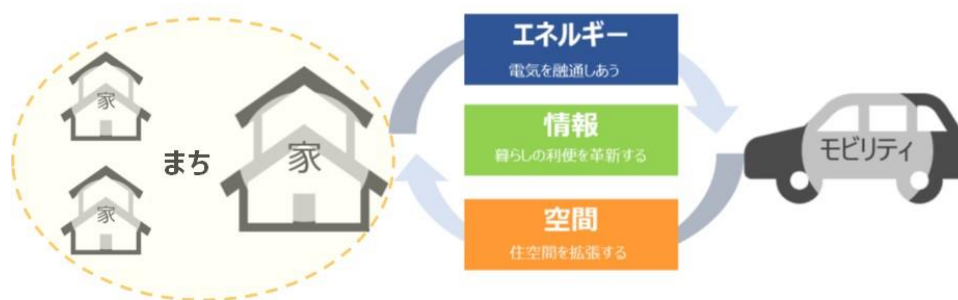 家
家
まち
家
エネルギー
電気を融通しあう
情報
暮らしの利便を革新する
空間
住空間を拡張する
モビリティ